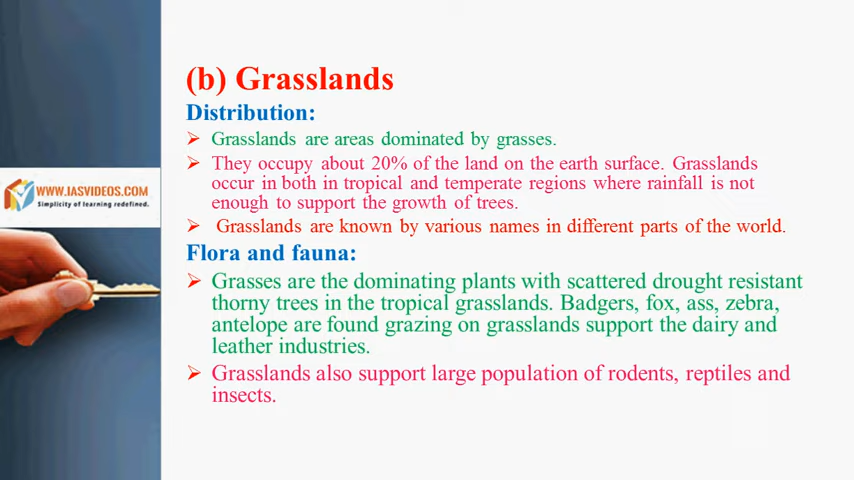 (b) Grasslands
Distribution:
➢ Grasslands are areas dominated by grasses.
➢ They occupy about 20% of the land on the earth surface. Grasslands
occur in both in tropical and temperate regions where rainfall is not
enough to support the growth of trees.
➢ Grasslands are known by various names in different parts of the world.
WWW.IASVIDEOS.COM
Simplicity of learning redefined.
Flora and fauna:
➢ Grasses are the dominating plants with scattered drought resistant
thorny trees in the tropical grasslands. Badgers, fox, ass, zebra,
antelope are found grazing on grasslands support the dairy and
leather industries.
➢ Grasslands also support large population of rodents, reptiles and
insects.